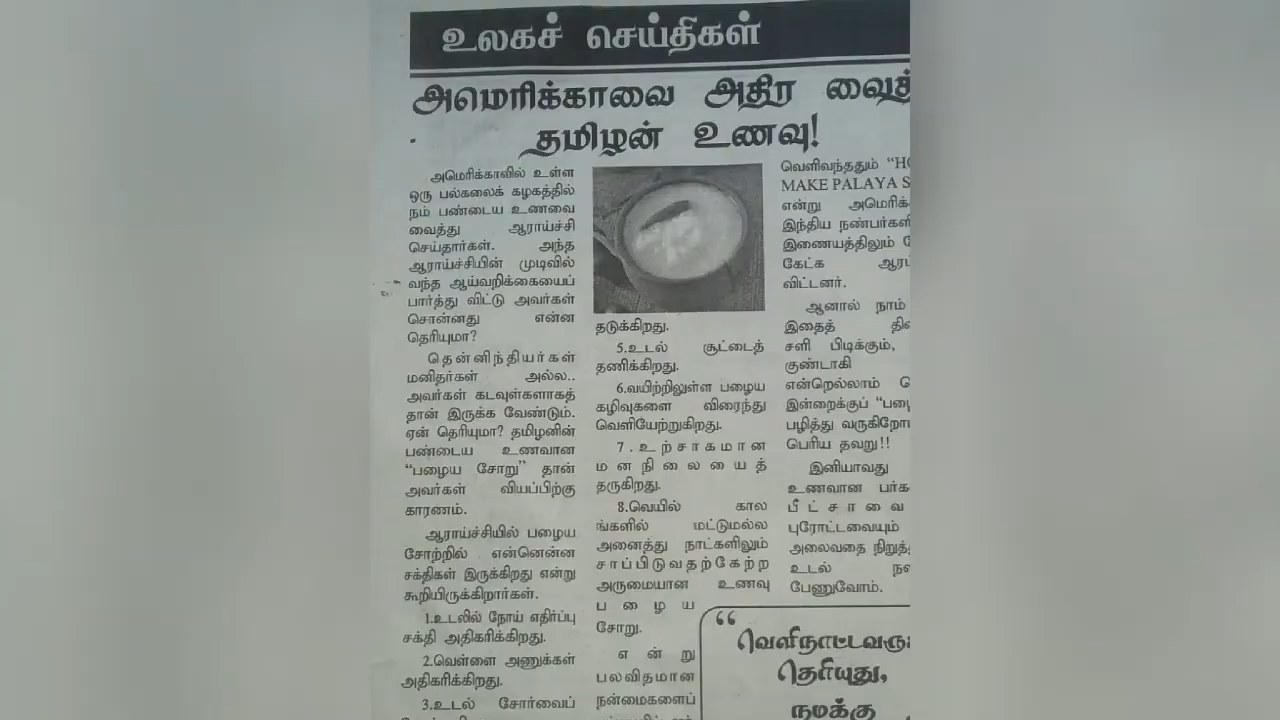 உலகச் செய்திகள்
அமெரிக்காவை அதிர வைத்
தமிழன் உணவு!
அமெரிக்காவில் உள்ள
ஒரு பல்கலைக் கழகத்தில்
நம் பண்டைய உணவை
வைத்து ஆராய்ச்சி
செய்தார்கள். அந்த
ஆராய்ச்சியின் முடிவில்
வந்த ஆய்வறிக்கையைப்
பார்த்து விட்டு அவர்கள்
சொன்னது என்ன
தெரியுமா?
தென்னிந்தியர்கள்
மனிதர்கள் அல்ல..
அவர்கள் கடவுள்களாகத்
தான் இருக்க வேண்டும்.
ஏன் தெரியுமா? தமிழனின்
பண்டைய உணவான
“பழைய சோறு” தான்
அவர்கள் வியப்பிற்கு
காரணம்.
ஆராய்ச்சியில் பழைய
சோற்றில் என்னென்ன
சக்திகள் இருக்கிறது என்று
கூறியிருக்கிறார்கள்.
1.உடலில் நோய் எதிர்ப்பு
சக்தி அதிகரிக்கிறது.
2.வெள்ளை அணுக்கள்
அதிகரிக்கிறது.
3.உடல் சோர்வைப்
தடுக்கிறது.
5.உடல் சூட்டைத்
தணிக்கிறது.
6.வயிற்றிலுள்ள பழைய
கழிவுகளை விரைந்து
வெளியேற்றுகிறது.
7.உற்சாகமான
மனநிலையைத்
தருகிறது.
8.வெயில் கால
ங்களில் மட்டுமல்ல
அனைத்து நாட்களிலும்
சாப்பிடுவதற்கேற்ற
அருமையான உணவு
பழைய
சோறு.
என்று
பலவிதமான
நன்மைகளைப்
வெளிவந்ததும் “HO
MAKE PALAYA S
என்று அமெரிக்
இந்திய நண்பர்களி
இணையத்திலும்
கேட்க ஆரம்
விட்டனர்.
ஆனால் நாம்
இதைத் தின்
சளி பிடிக்கும்,
குண்டாகி
என்றெல்லாம்
இன்றைக்குப் “பழை
பழித்து வருகிறோ
பெரிய தவறு!!
இனியாவது
உணவான பர்க
பீட்சாவை
புரோட்டாவையும்
அலைவதை நிறுத்
உடல் நல
பேணுவோம்.
“
வெளிநாட்டவரு
தெரியுது,
நமக்கு